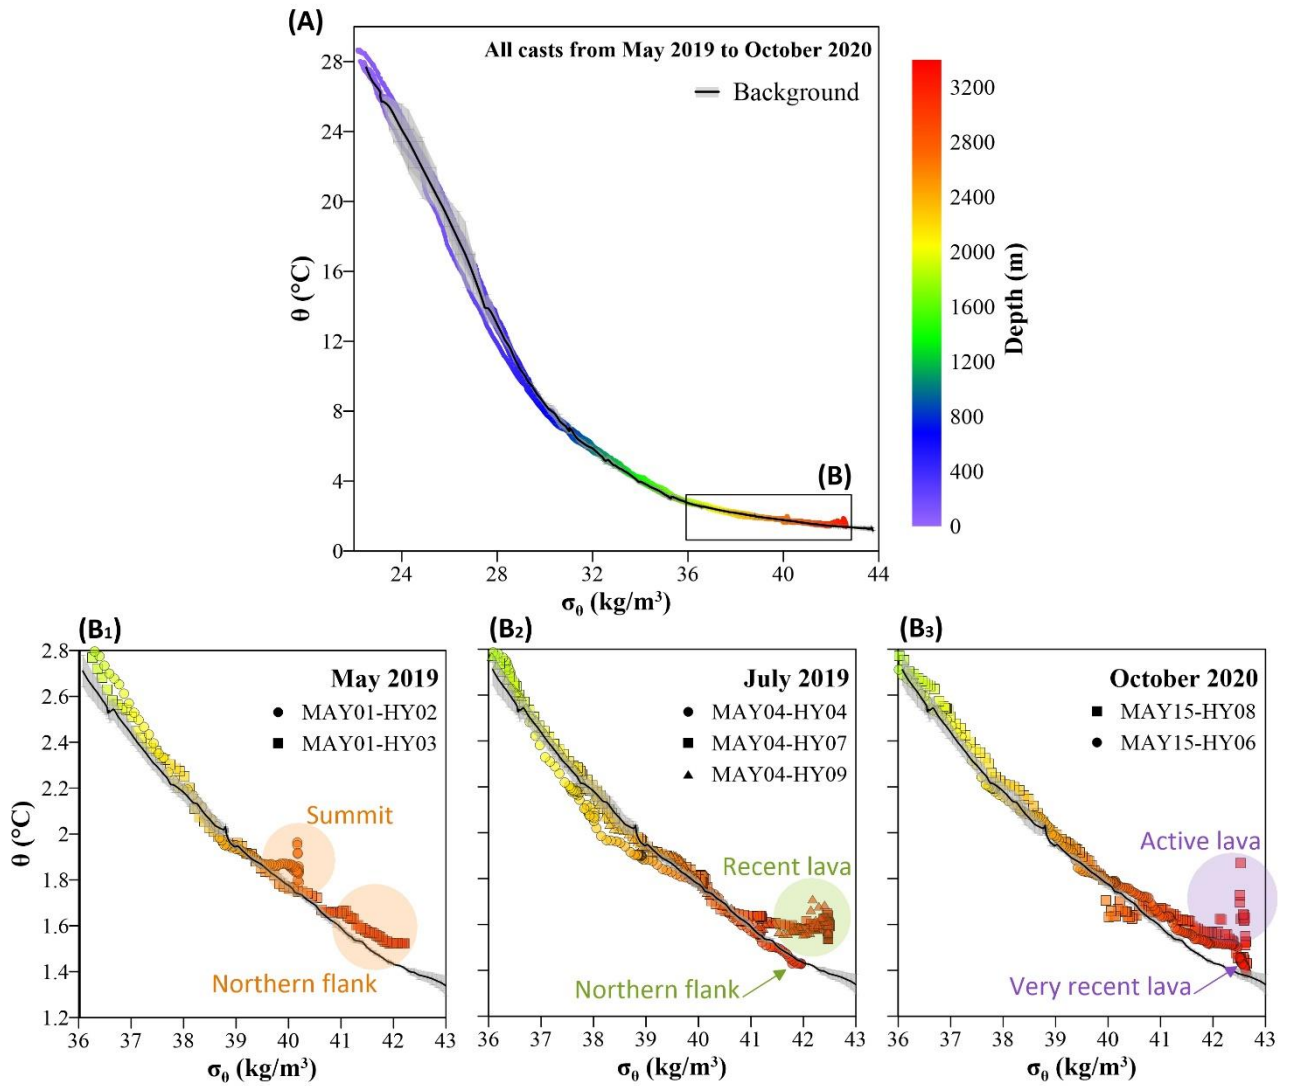 (A)
All casts from May 2019 to October 2020
Background
28
24
20
16
12
8
4
0
θ (°C)
24
28
32
36
40
44
σθ (kg/m³)
(B)
3200
2800
2400
2000
1600
1200
800
400
0
Depth (m)
(B1)
May 2019
MAY01-HY02
MAY01-HY03
Summit
Northern flank
2.8
2.6
2.4
2.2
2
1.8
1.6
1.4
1.2
θ (°C)
36
37
38
39
40
41
42
43
σθ (kg/m³)
(B2)
July 2019
MAY04-HY04
MAY04-HY07
MAY04-HY09
Recent lava
Northern flank
36
37
38
39
40
41
42
43
σθ (kg/m³)
(B3)
October 2020
MAY15-HY08
MAY15-HY06
Active lava
Very recent lava
36
37
38
39
40
41
42
43
σθ (kg/m³)